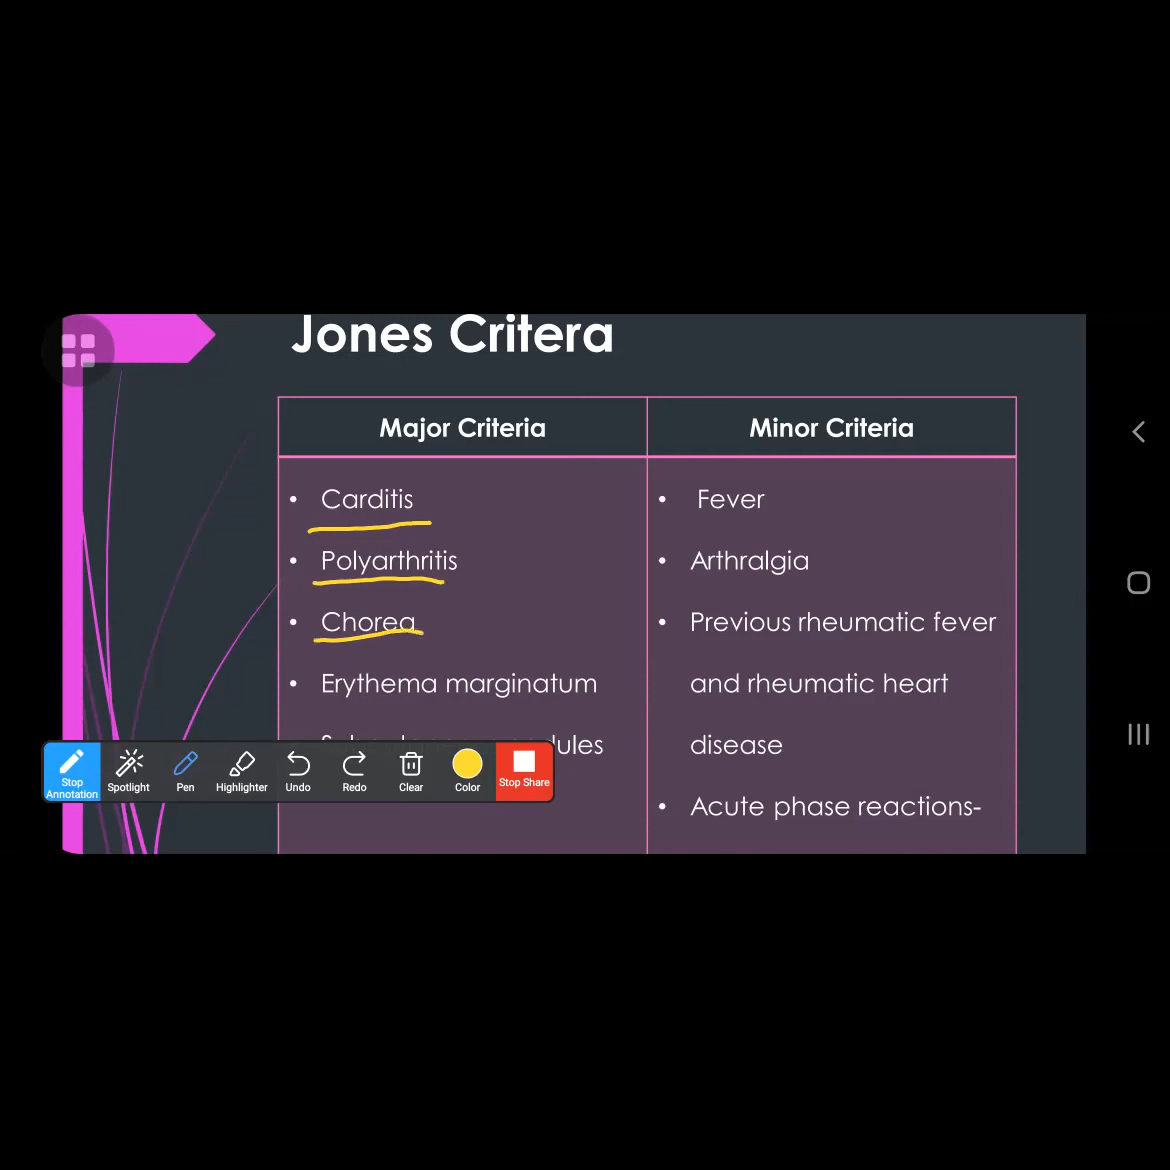 Jones Critera
Major Criteria
Minor Criteria
• Carditis
• Polyarthritis
• Chorea
• Erythema marginatum
• Fever
• Arthralgia
• Previous rheumatic fever
and rheumatic heart
disease
• Acute phase reactions-
Stop
Annotation
Spotlight
Pen
Highlighter
Undo
Redo
Clear
Color
Stop Share